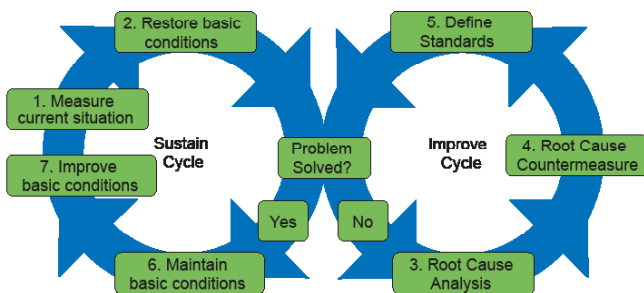 2. Restore basic
conditions
5. Define
Standards
1. Measure
current situation
Sustain
Cycle
Problem
Solved?
Improve
Cycle
4. Root Cause
Countermeasure
7. Improve
basic conditions
Yes
No
6. Maintain
basic conditions
3. Root Cause
Analysis